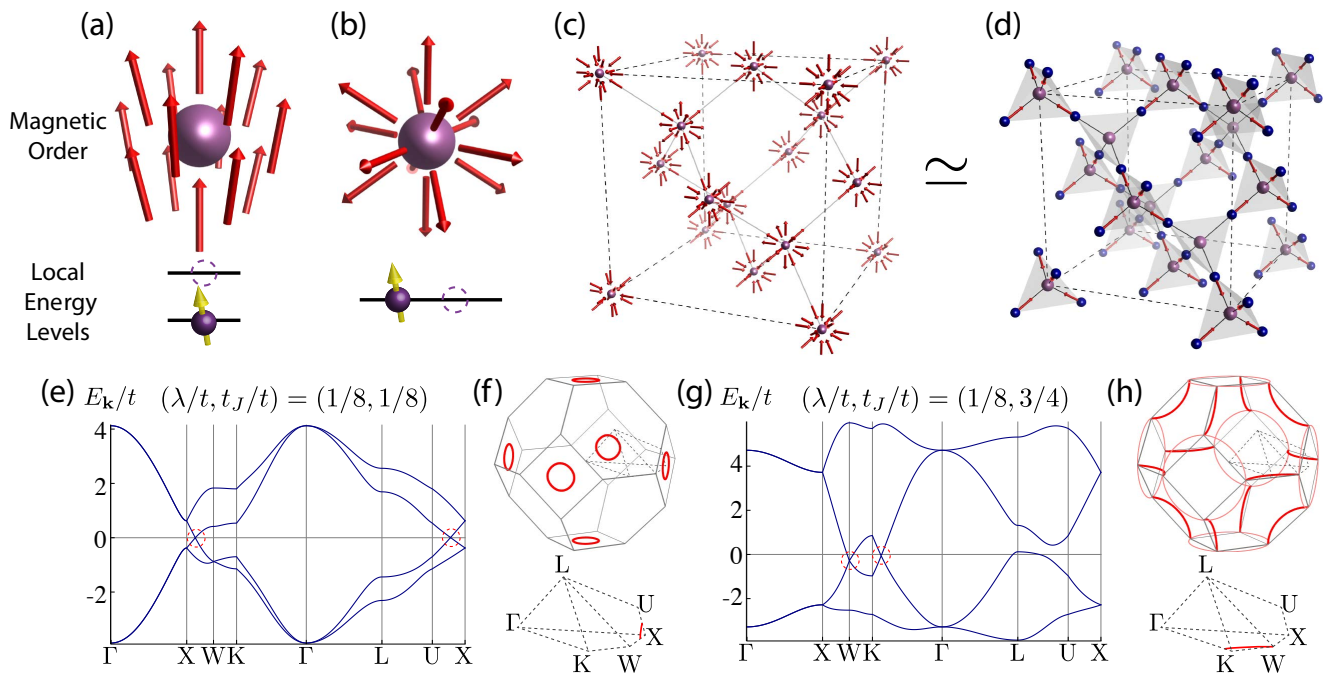 (a)
(b)
(c)
(d)
Magnetic
Order
≃
Local
Energy
Levels
(e) E_k/t (λ/t, t_J/t) = (1/8, 1/8)
4
2
0
-2
Γ X W K Γ L U X
(f)
L
Γ
U
X
K
W
(g) E_k/t (λ/t, t_J/t) = (1/8, 3/4)
4
2
0
-2
Γ X W K Γ L U X
(h)
L
Γ
U
X
K
W